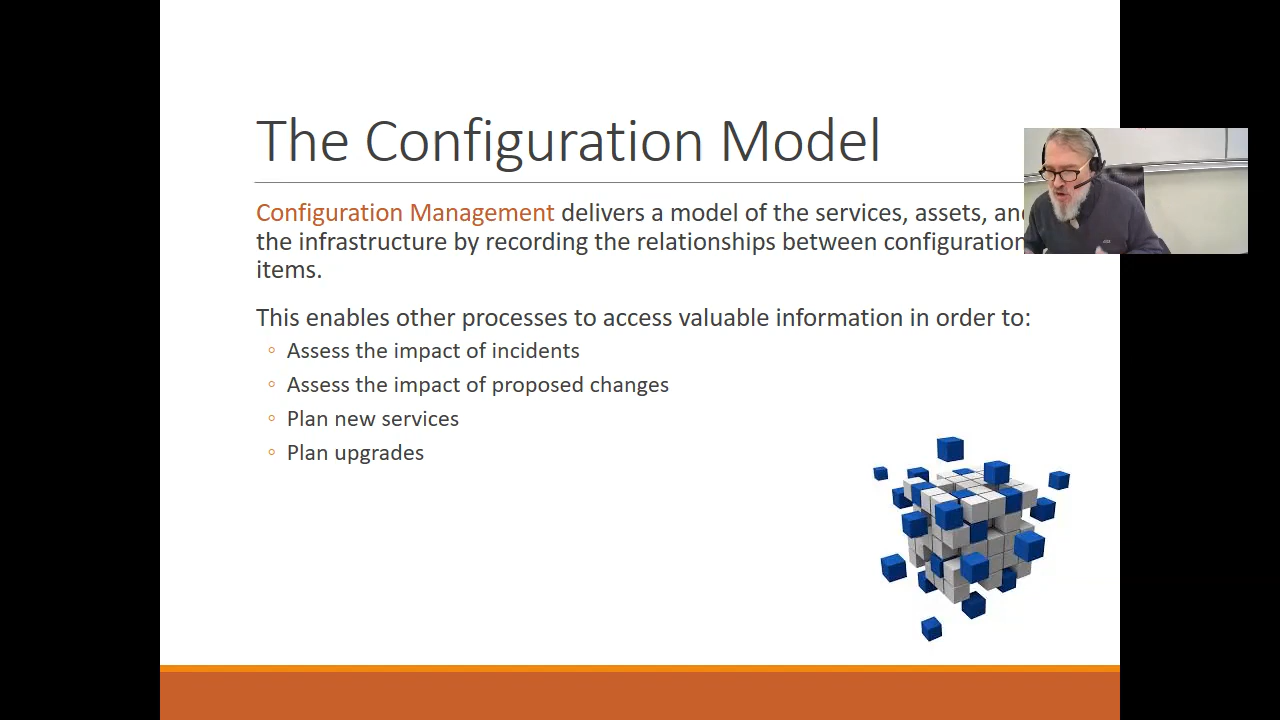 The Configuration Model
Configuration Management delivers a model of the services, assets, and
the infrastructure by recording the relationships between configuration
items.
This enables other processes to access valuable information in order to:
Assess the impact of incidents
Assess the impact of proposed changes
Plan new services
Plan upgrades